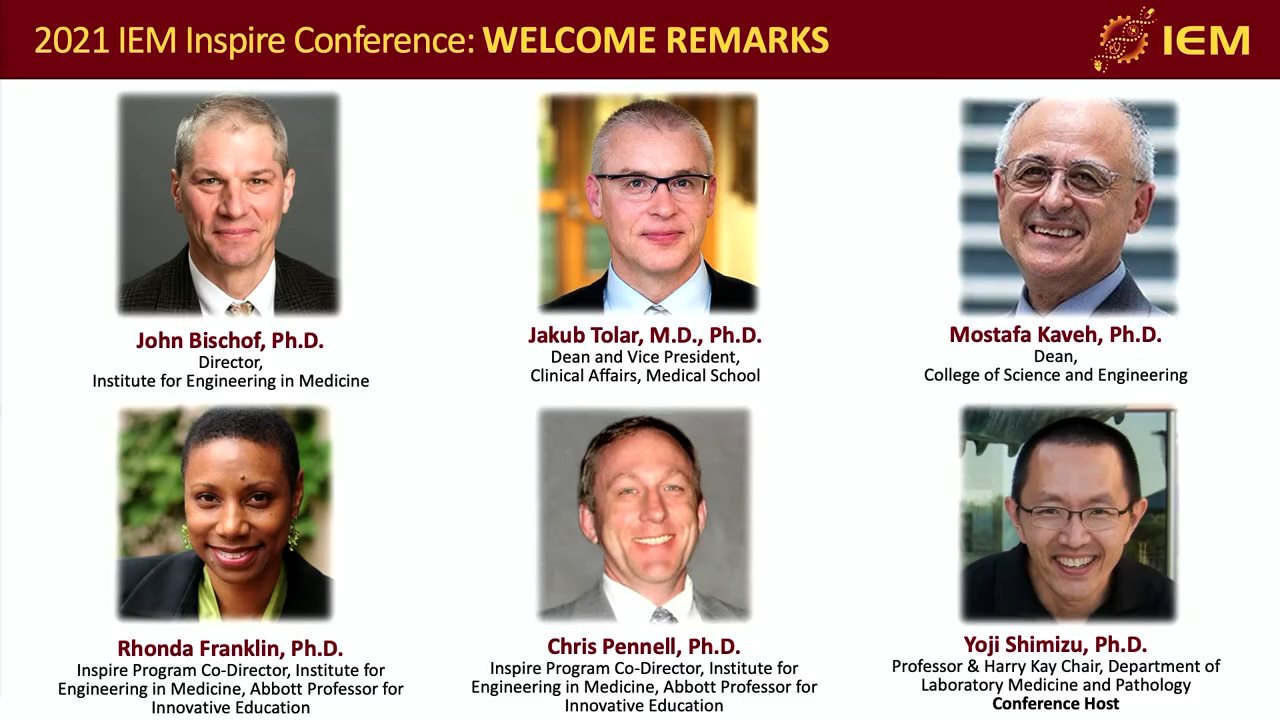 2021 IEM Inspire Conference: WELCOME REMARKS
IEM
John Bischof, Ph.D.
Director,
Institute for Engineering in Medicine
Jakub Tolar, M.D., Ph.D.
Dean and Vice President,
Clinical Affairs, Medical School
Mostafa Kaveh, Ph.D.
Dean,
College of Science and Engineering
Rhonda Franklin, Ph.D.
Inspire Program Co-Director, Institute for
Engineering in Medicine, Abbott Professor for
Innovative Education
Chris Pennell, Ph.D.
Inspire Program Co-Director, Institute for
Engineering in Medicine, Abbott Professor for
Innovative Education
Yoji Shimizu, Ph.D.
Professor & Harry Kay Chair, Department of
Laboratory Medicine and Pathology
Conference Host